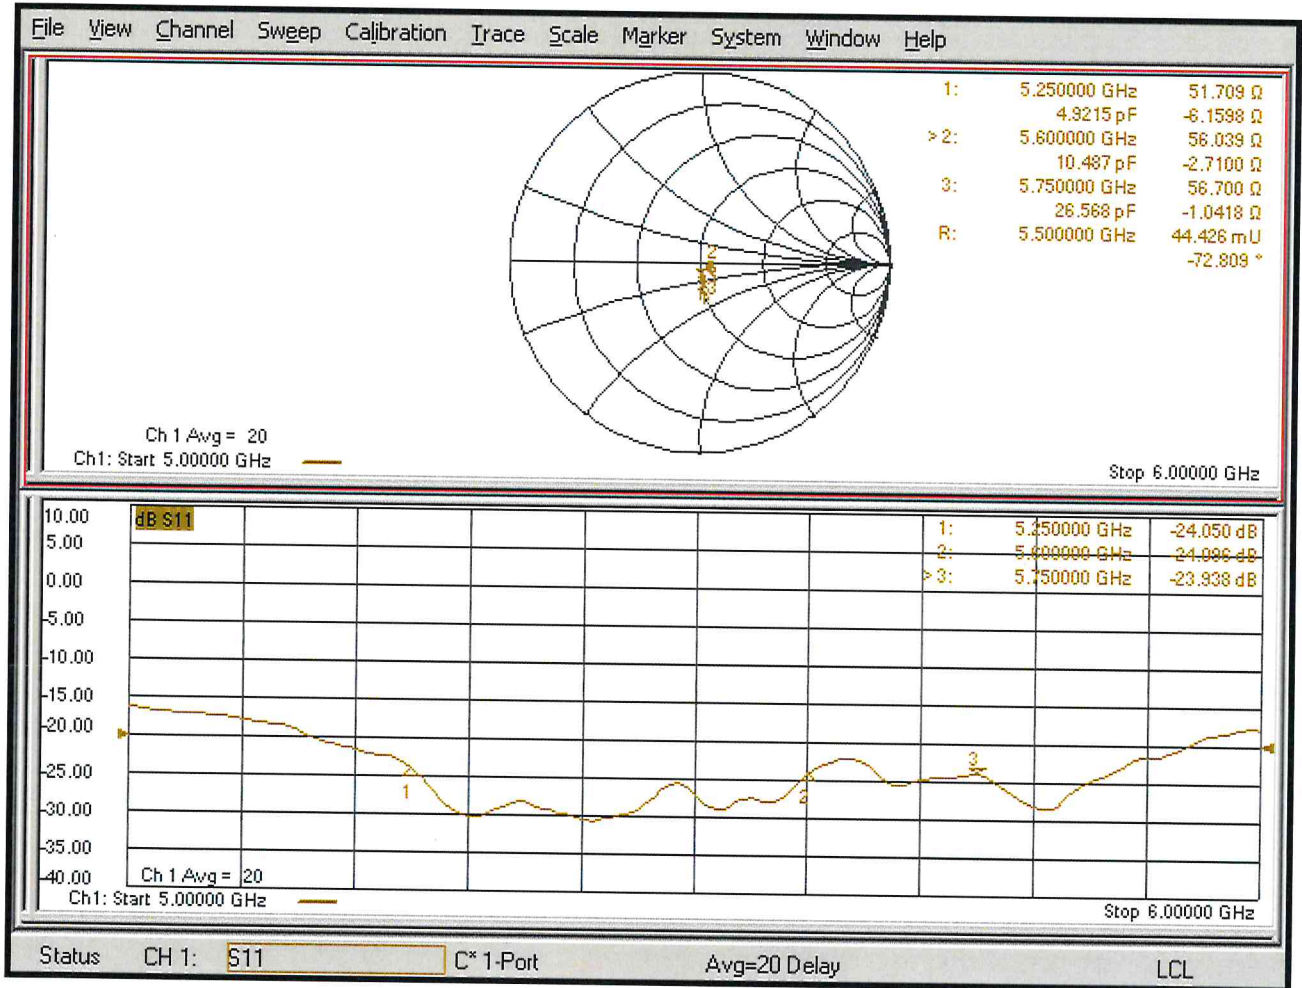 File View Channel Sweep Calibration Trace Scale Marker System Window Help
1: 5.250000 GHz 51.709 Ω
4.9215 pF -6.1598 Ω
> 2: 5.600000 GHz 56.039 Ω
10.487 pF -2.7100 Ω
3: 5.750000 GHz 56.700 Ω
26.568 pF -1.0418 Ω
R: 5.500000 GHz 44.426 mU
-72.809 °
2
Ch 1 Avg = 20
Ch1: Start 5.00000 GHz
Stop 6.00000 GHz
10.00
dB S11
5.00
0.00
-5.00
-10.00
-15.00
-20.00
-25.00
-30.00
-35.00
-40.00
1: 5.250000 GHz -24.050 dB
2: 5.600000 GHz -24.096 dB
> 3: 5.750000 GHz -23.938 dB
1
2
3
Ch 1 Avg = 20
Ch1: Start 5.00000 GHz
Stop 6.00000 GHz
Status CH 1: S11 C* 1-Port Avg=20 Delay LCL